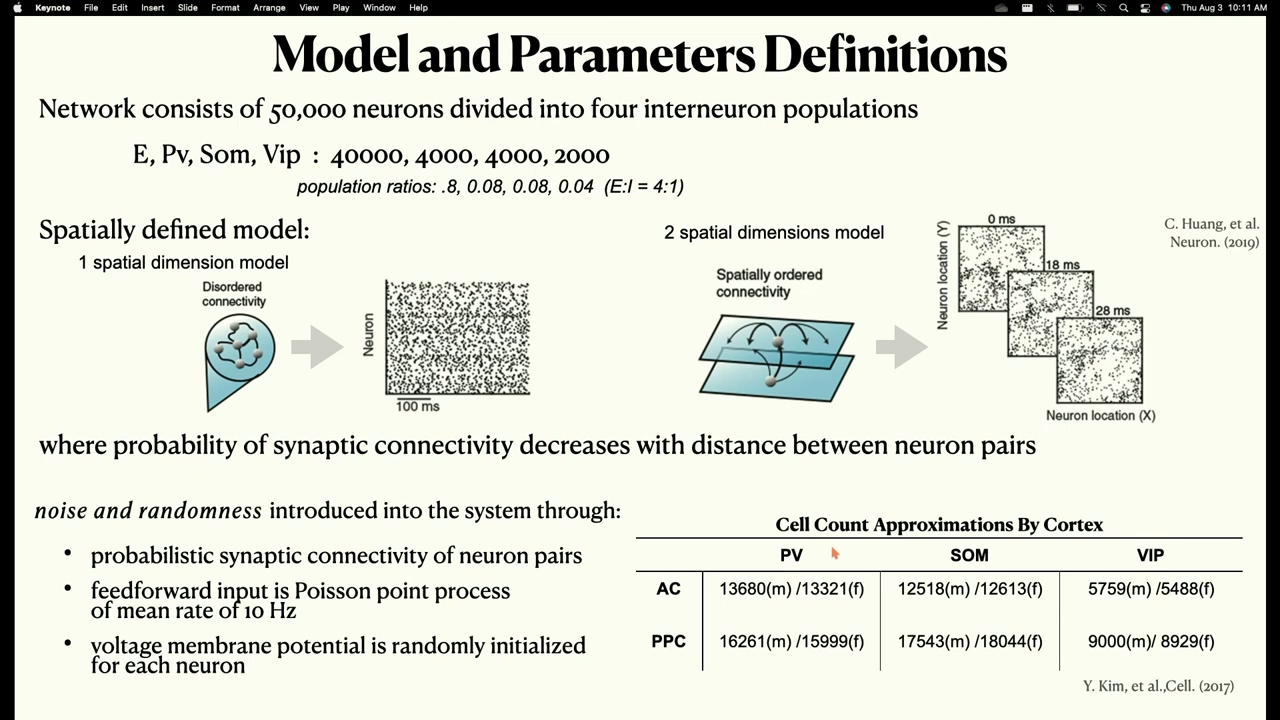 Keynote File Edit Insert Slide Format Arrange View Play Window Help Thu Aug 3 10:11 AM
Model and Parameters Definitions
Network consists of 50,000 neurons divided into four interneuron populations
E, Pv, Som, Vip : 40000, 4000, 4000, 2000
population ratios: .8, 0.08, 0.08, 0.04 (E:I = 4:1)
Spatially defined model:
1 spatial dimension model
Disordered
connectivity
Neuron
100 ms
2 spatial dimensions model
Spatially ordered
connectivity
Neuron location (Y)
0 ms
18 ms
28 ms
Neuron location (X)
C. Huang, et al.
Neuron. (2019)
where probability of synaptic connectivity decreases with distance between neuron pairs
noise and randomness introduced into the system through:
• probabilistic synaptic connectivity of neuron pairs
• feedforward input is Poisson point process
of mean rate of 10 Hz
• voltage membrane potential is randomly initialized
for each neuron
Cell Count Approximations By Cortex
PV SOM VIP
AC 13680(m) /13321(f) 12518(m) /12613(f) 5759(m) /5488(f)
PPC 16261(m) /15999(f) 17543(m) /18044(f) 9000(m)/ 8929(f)
Y. Kim, et al.,Cell. (2017)